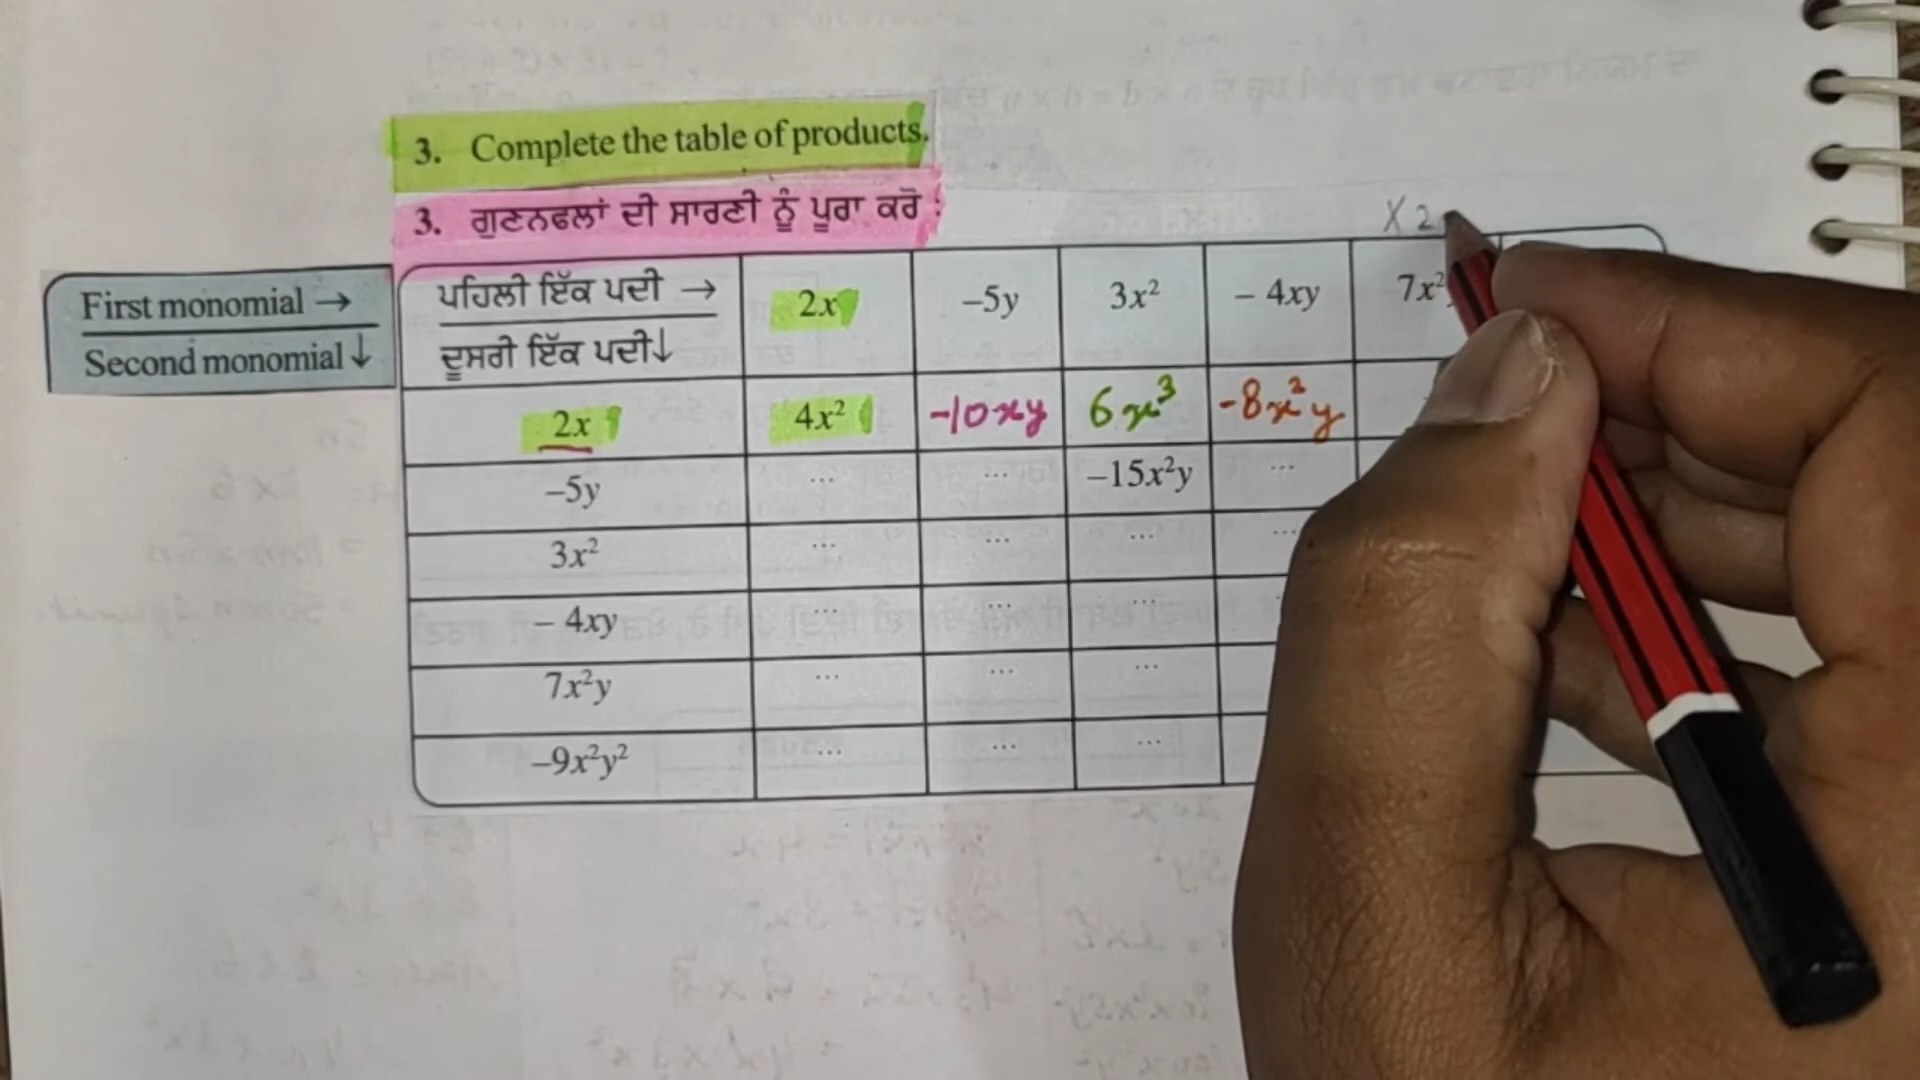 3. Complete the table of products.
3. ਗੁਣਨਫਲਾਂ ਦੀ ਸਾਰਣੀ ਨੂੰ ਪੂਰਾ ਕਰੋ :
X 2
First monomial →
Second monomial ↓
ਪਹਿਲੀ ਇੱਕ ਪਦੀ → 2x –5y 3x² – 4xy 7x²
ਦੂਸਰੀ ਇੱਕ ਪਦੀ↓
2x 4x² -10xy 6x³ -8x²y
–5y ... ... –15x²y ...
3x² ... ... ... ...
– 4xy ... ... ...
7x²y ... ... ...
–9x²y² ... ... ...